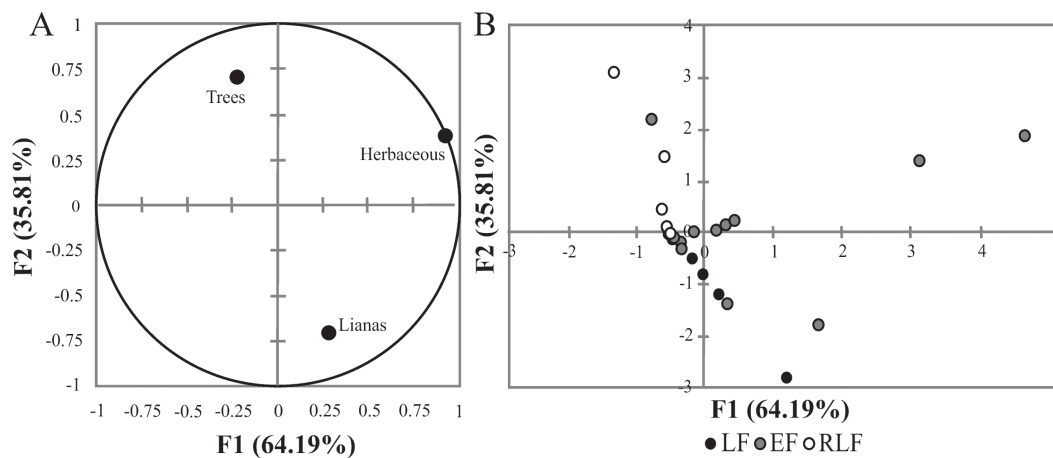 A
1
0.75
0.5
0.25
0
-0.25
-0.5
-0.75
-1
F2 (35.81%)
Trees
Herbaceous
Lianas
-1 -0.75 -0.5 -0.25 0 0.25 0.5 0.75 1
F1 (64.19%)
B
4
3
2
1
0
-1
-2
-3
F2 (35.81%)
-3 -2 -1 0 1 2 3 4
F1 (64.19%)
LF EF RLF